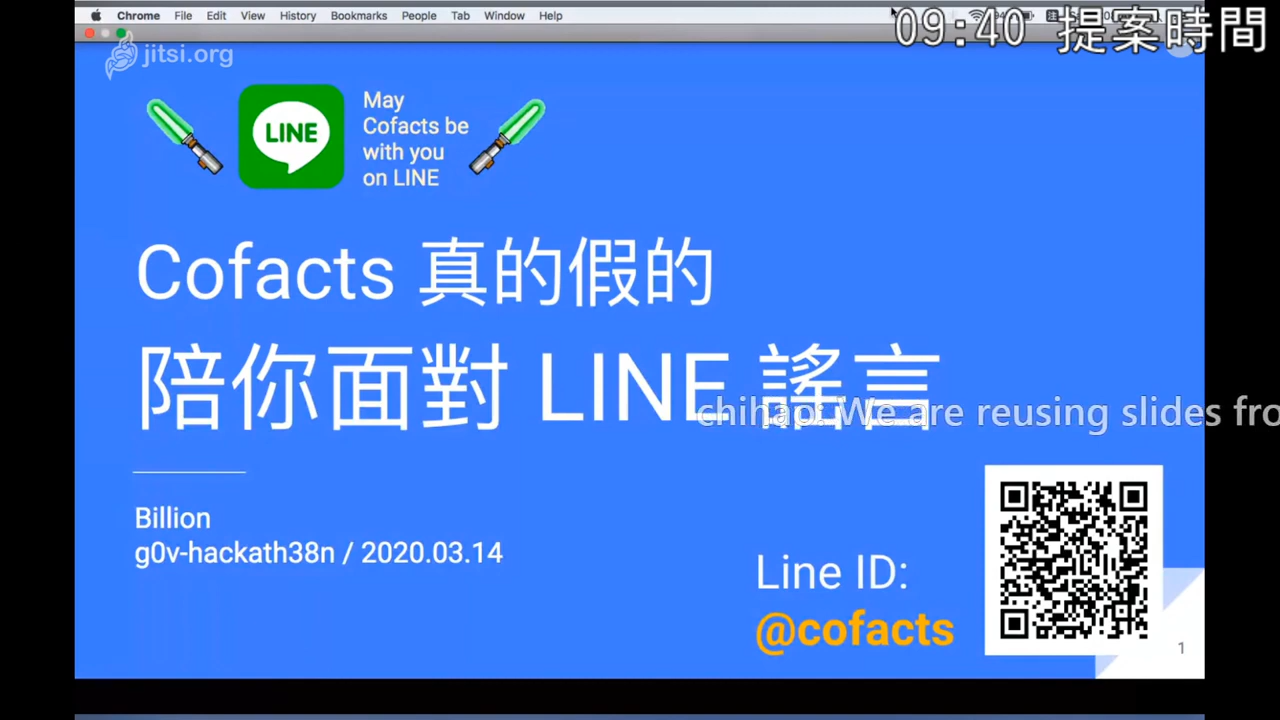 Chrome File Edit View History Bookmarks People Tab Window Help
09:40 提案時間
jitsi.org
LINE
May
Cofacts be
with you
on LINE
Cofacts 真的假的
陪你面對 LINE 謠言
chihao: We are reusing slides fro
Billion
g0v-hackath38n / 2020.03.14
Line ID:
@cofacts
1